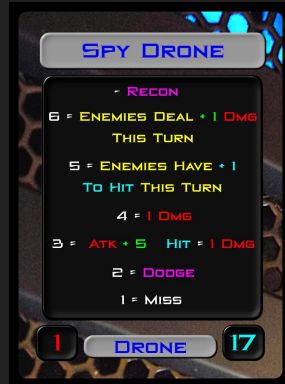 Spy Drone
- Recon
6 = Enemies Deal + 1 Dmg
This Turn
5 = Enemies Have + 1
To Hit This Turn
4 = 1 Dmg
3 = Atk + 5 Hit = 1 Dmg
2 = Dodge
1 = Miss
1 Drone 17